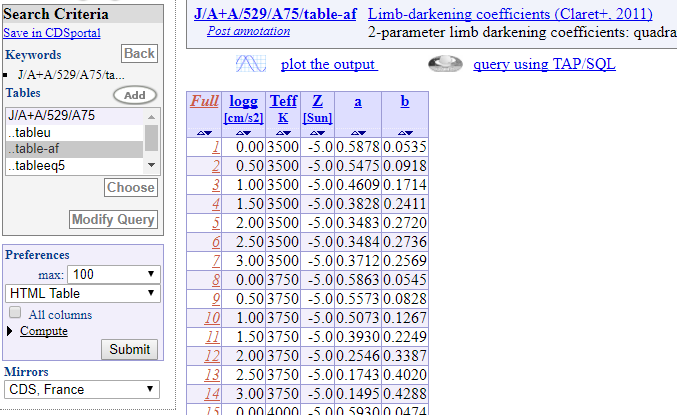 Search Criteria
Save in CDSportal
Keywords
Back
J/A+A/529/A75/ta...
Tables
Add
J/A+A/529/A75
..tableu
..table-af
..tableeq5
Choose
Modify Query
Preferences
max: 100
HTML Table
All columns
Compute
Submit
Mirrors
CDS, France
J/A+A/529/A75/table-af Limb-darkening coefficients (Claret+, 2011)
Post annotation 2-parameter limb darkening coefficients: quadra
plot the output query using TAP/SQL
Full logg Teff Z a b
[cm/s2] K [Sun]
1 0.00 3500 -5.0 0.5878 0.0535
2 0.50 3500 -5.0 0.5475 0.0918
3 1.00 3500 -5.0 0.4609 0.1714
4 1.50 3500 -5.0 0.3828 0.2411
5 2.00 3500 -5.0 0.3483 0.2720
6 2.50 3500 -5.0 0.3484 0.2736
7 3.00 3500 -5.0 0.3712 0.2569
8 0.00 3750 -5.0 0.5863 0.0545
9 0.50 3750 -5.0 0.5573 0.0828
10 1.00 3750 -5.0 0.5073 0.1267
11 1.50 3750 -5.0 0.3930 0.2249
12 2.00 3750 -5.0 0.2546 0.3387
13 2.50 3750 -5.0 0.1743 0.4020
14 3.00 3750 -5.0 0.1495 0.4288
15 0.00 4000 -5.0 0.5930 0.0474